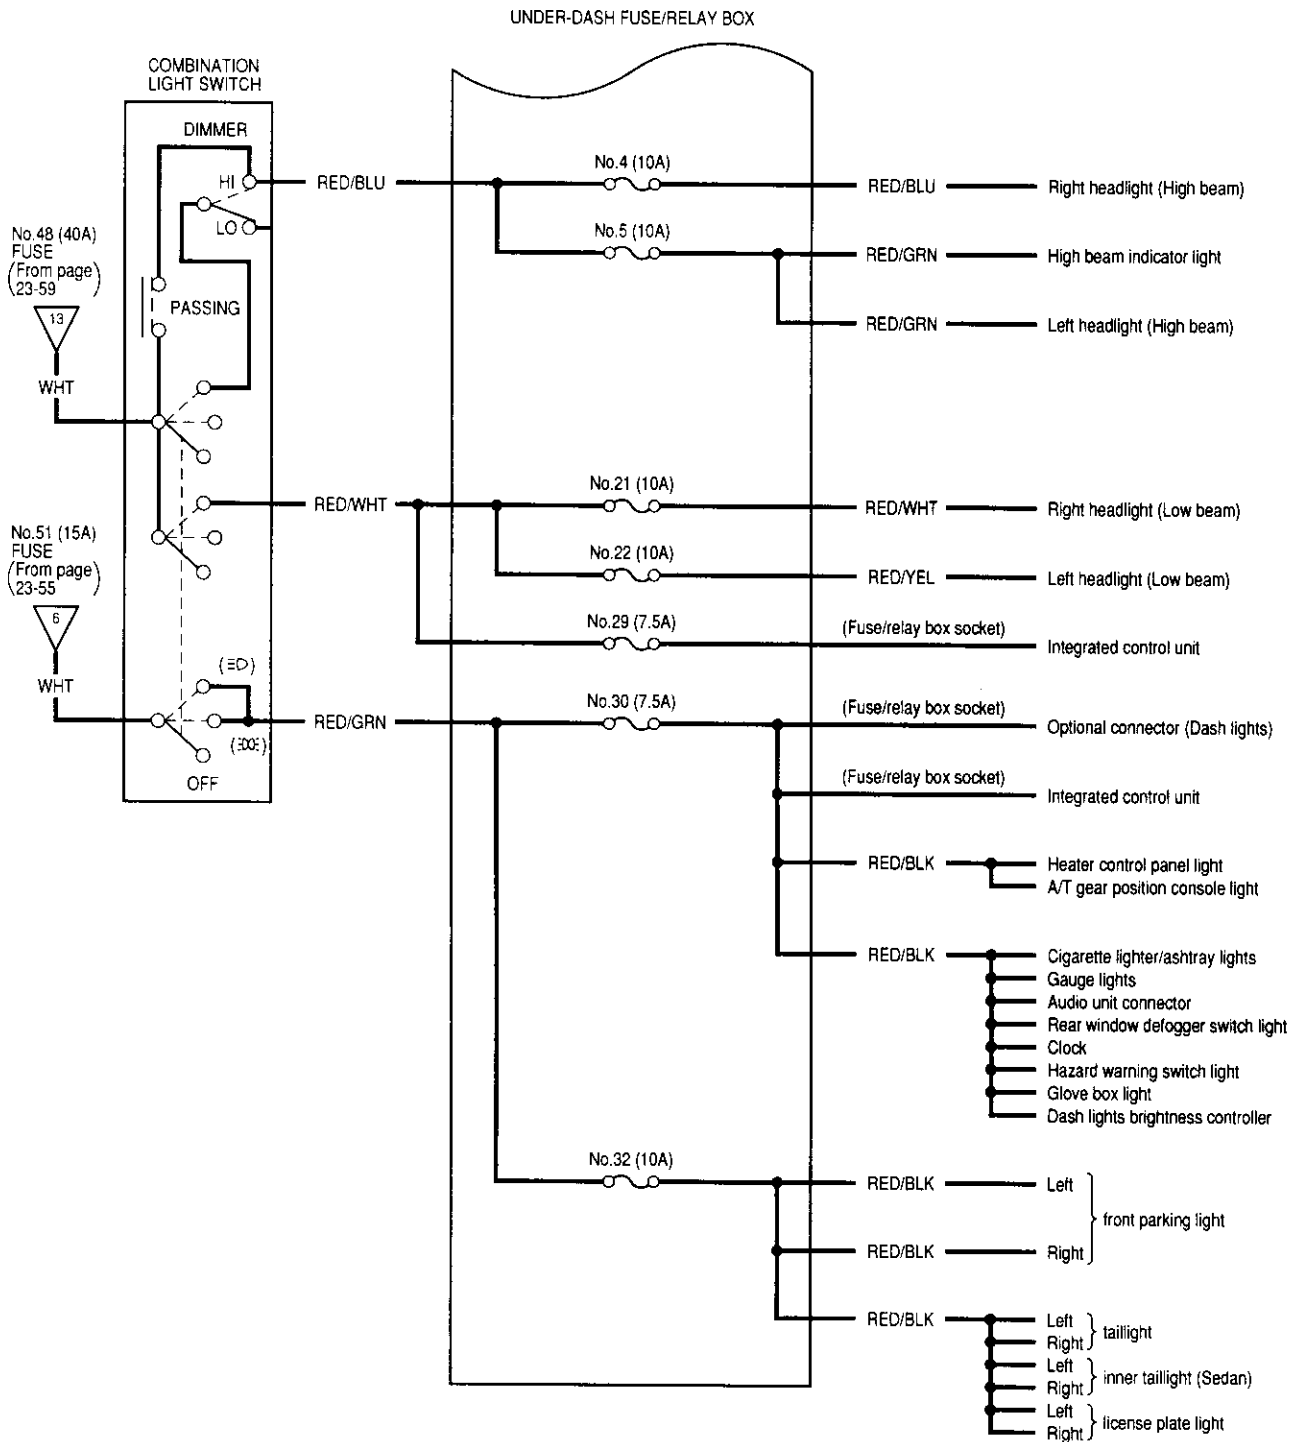 UNDER-DASH FUSE/RELAY BOX
COMBINATION
LIGHT SWITCH
DIMMER
HI
LO
No.48 (40A)
FUSE
(From page)
23-59
13
WHT
PASSING
No.51 (15A)
FUSE
(From page)
23-55
6
WHT
OFF
RED/BLU
No.4 (10A)
RED/BLU
Right headlight (High beam)
No.5 (10A)
RED/GRN
High beam indicator light
RED/GRN
Left headlight (High beam)
RED/WHT
No.21 (10A)
RED/WHT
Right headlight (Low beam)
No.22 (10A)
RED/YEL
Left headlight (Low beam)
No.29 (7.5A)
(Fuse/relay box socket)
Integrated control unit
RED/GRN
No.30 (7.5A)
(Fuse/relay box socket)
Optional connector (Dash lights)
(Fuse/relay box socket)
Integrated control unit
RED/BLK
Heater control panel light
A/T gear position console light
RED/BLK
Cigarette lighter/ashtray lights
Gauge lights
Audio unit connector
Rear window defogger switch light
Clock
Hazard warning switch light
Glove box light
Dash lights brightness controller
No.32 (10A)
RED/BLK
Left
front parking light
RED/BLK
Right
RED/BLK
Left
Right
taillight
Left
Right
inner taillight (Sedan)
Left
Right
license plate light